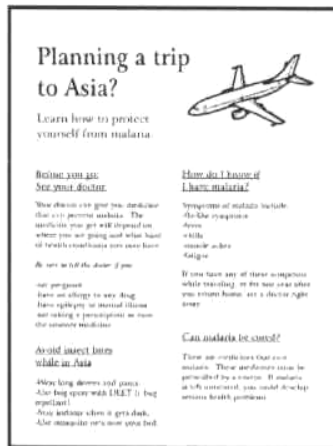 Planning a trip
to Asia?
Learn how to protect
yourself from malaria.
Before you go:
See your doctor
Your doctor can give you medicine
that can prevent malaria. The
medicine you get will depend on
where you are going and what kind
of health conditions you may have.
Be sure to tell the doctor if you
-are pregnant
-have an allergy to any drug
-have epilepsy or mental illness
-are taking a prescription or over
the counter medicine
Avoid insect bites
while in Asia
-Wear long sleeves and pants.
-Use bug spray with DEET (a bug
repellant)
-Stay indoors when it gets dark.
-Use mosquito nets over your bed.
How do I know if
I have malaria?
Symptoms of malaria include:
-flu-like symptoms
-fever
-chills
-muscle aches
-fatigue
If you have any of these symptoms
while traveling, or for one year after
you return home, see a doctor right
away.
Can malaria be cured?
There are medicines that cure
malaria. These medicines must be
prescribed by a doctor. If malaria
is left untreated, you could develop
serious health problems.